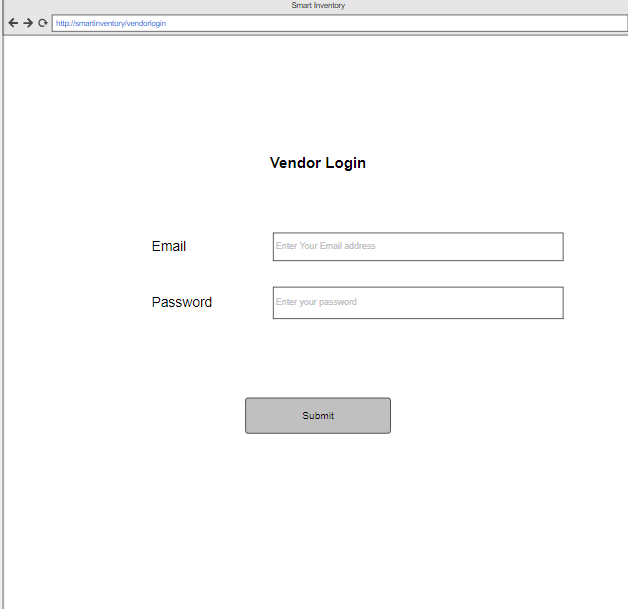 Smart Inventory
http://smartinventory/vendorlogin
Vendor Login
Email
Enter Your Email address
Password
Enter your password
Submit